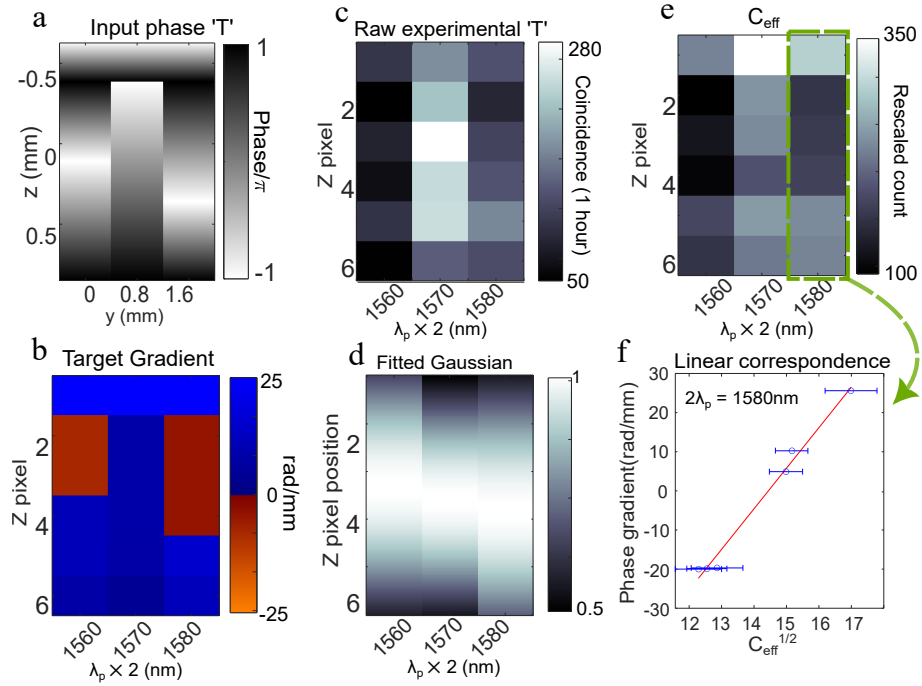 a
Input phase 'T'
-0.5
0
0.5
z (mm)
0
0.8
1.6
y (mm)
1
-1
Phase/π
c
Raw experimental 'T'
2
4
6
Z pixel
1560
1570
1580
λp × 2 (nm)
280
50
Coincidence (1 hour)
e
Ceff
2
4
6
Z pixel
1560
1570
1580
λp × 2 (nm)
350
100
Rescaled count
b
Target Gradient
2
4
6
Z pixel
1560
1570
1580
λp × 2 (nm)
25
0
-25
rad/mm
d
Fitted Gaussian
2
4
6
Z pixel position
1560
1570
1580
λp × 2 (nm)
1
0.5
f
Linear correspondence
2λp = 1580nm
30
20
10
0
-10
-20
-30
Phase gradient(rad/mm)
12
13
14
15
16
17
Ceff^1/2